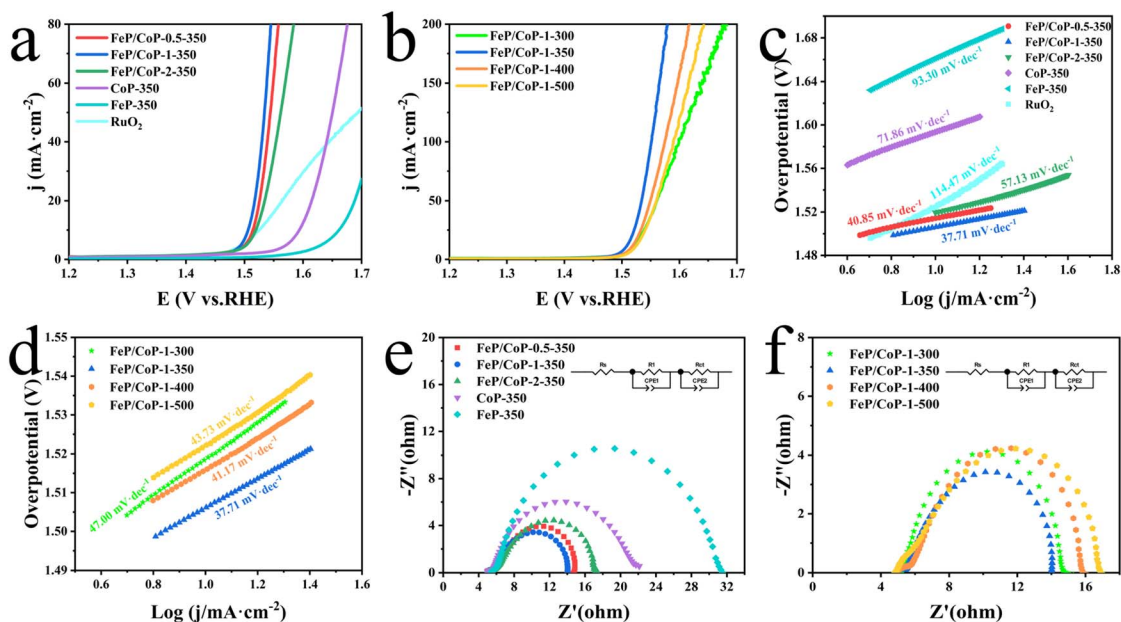 a
FeP/CoP-0.5-350
FeP/CoP-1-350
FeP/CoP-2-350
CoP-350
FeP-350
RuO₂
80
60
40
20
0
j (mA·cm⁻²)
1.2 1.3 1.4 1.5 1.6 1.7
E (V vs.RHE)
b
FeP/CoP-1-300
FeP/CoP-1-350
FeP/CoP-1-400
FeP/CoP-1-500
200
150
100
50
0
j (mA·cm⁻²)
1.2 1.3 1.4 1.5 1.6 1.7
E (V vs.RHE)
c
FeP/CoP-0.5-350
FeP/CoP-1-350
FeP/CoP-2-350
CoP-350
FeP-350
RuO₂
1.68
1.64
1.60
1.56
1.52
1.48
Overpotential (V)
93.30 mV·dec⁻¹
71.86 mV·dec⁻¹
114.47 mV·dec⁻¹
57.13 mV·dec⁻¹
40.85 mV·dec⁻¹
37.71 mV·dec⁻¹
0.4 0.6 0.8 1.0 1.2 1.4 1.6 1.8
Log (j/mA·cm⁻²)
d
FeP/CoP-1-300
FeP/CoP-1-350
FeP/CoP-1-400
FeP/CoP-1-500
1.55
1.54
1.53
1.52
1.51
1.50
1.49
Overpotential (V)
43.73 mV·dec⁻¹
47.00 mV·dec⁻¹
41.17 mV·dec⁻¹
37.71 mV·dec⁻¹
0.6 0.8 1.0 1.2 1.4 1.6
Log (j/mA·cm⁻²)
e
FeP/CoP-0.5-350
FeP/CoP-1-350
FeP/CoP-2-350
CoP-350
FeP-350
Rs R1 Rct
CPE1 CPE2
20
16
12
8
4
0
-Z''(ohm)
4 8 12 16 20 24 28 32
Z'(ohm)
f
FeP/CoP-1-300
FeP/CoP-1-350
FeP/CoP-1-400
FeP/CoP-1-500
Rs R1 Rct
CPE1 CPE2
10
8
6
4
2
0
-Z''(ohm)
0 4 8 12 16
Z'(ohm)